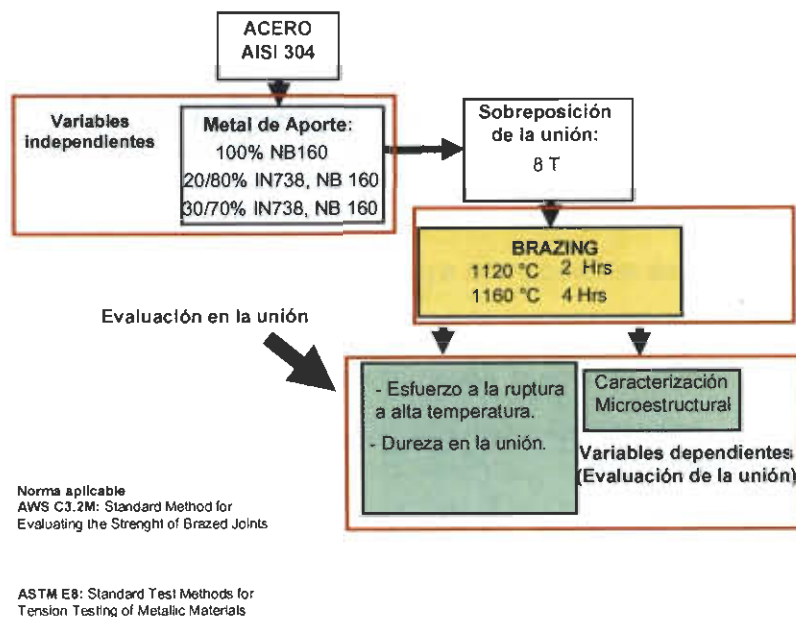 ACERO
AISI 304
Variables
independientes
Metal de Aporte:
100% NB160
20/80% IN738, NB 160
30/70% IN738, NB 160
Sobreposición
de la unión:
8 T
BRAZING
1120 °C 2 Hrs
1160 °C 4 Hrs
Evaluación en la unión
- Esfuerzo a la ruptura
a alta temperatura.
- Dureza en la unión.
Caracterización
Microestructural
Variables dependientes
(Evaluación de la unión)
Norma aplicable
AWS C3.2M: Standard Method for
Evaluating the Strenght of Brazed Joints
ASTM E8: Standard Test Methods for
Tension Testing of Metallic Materials